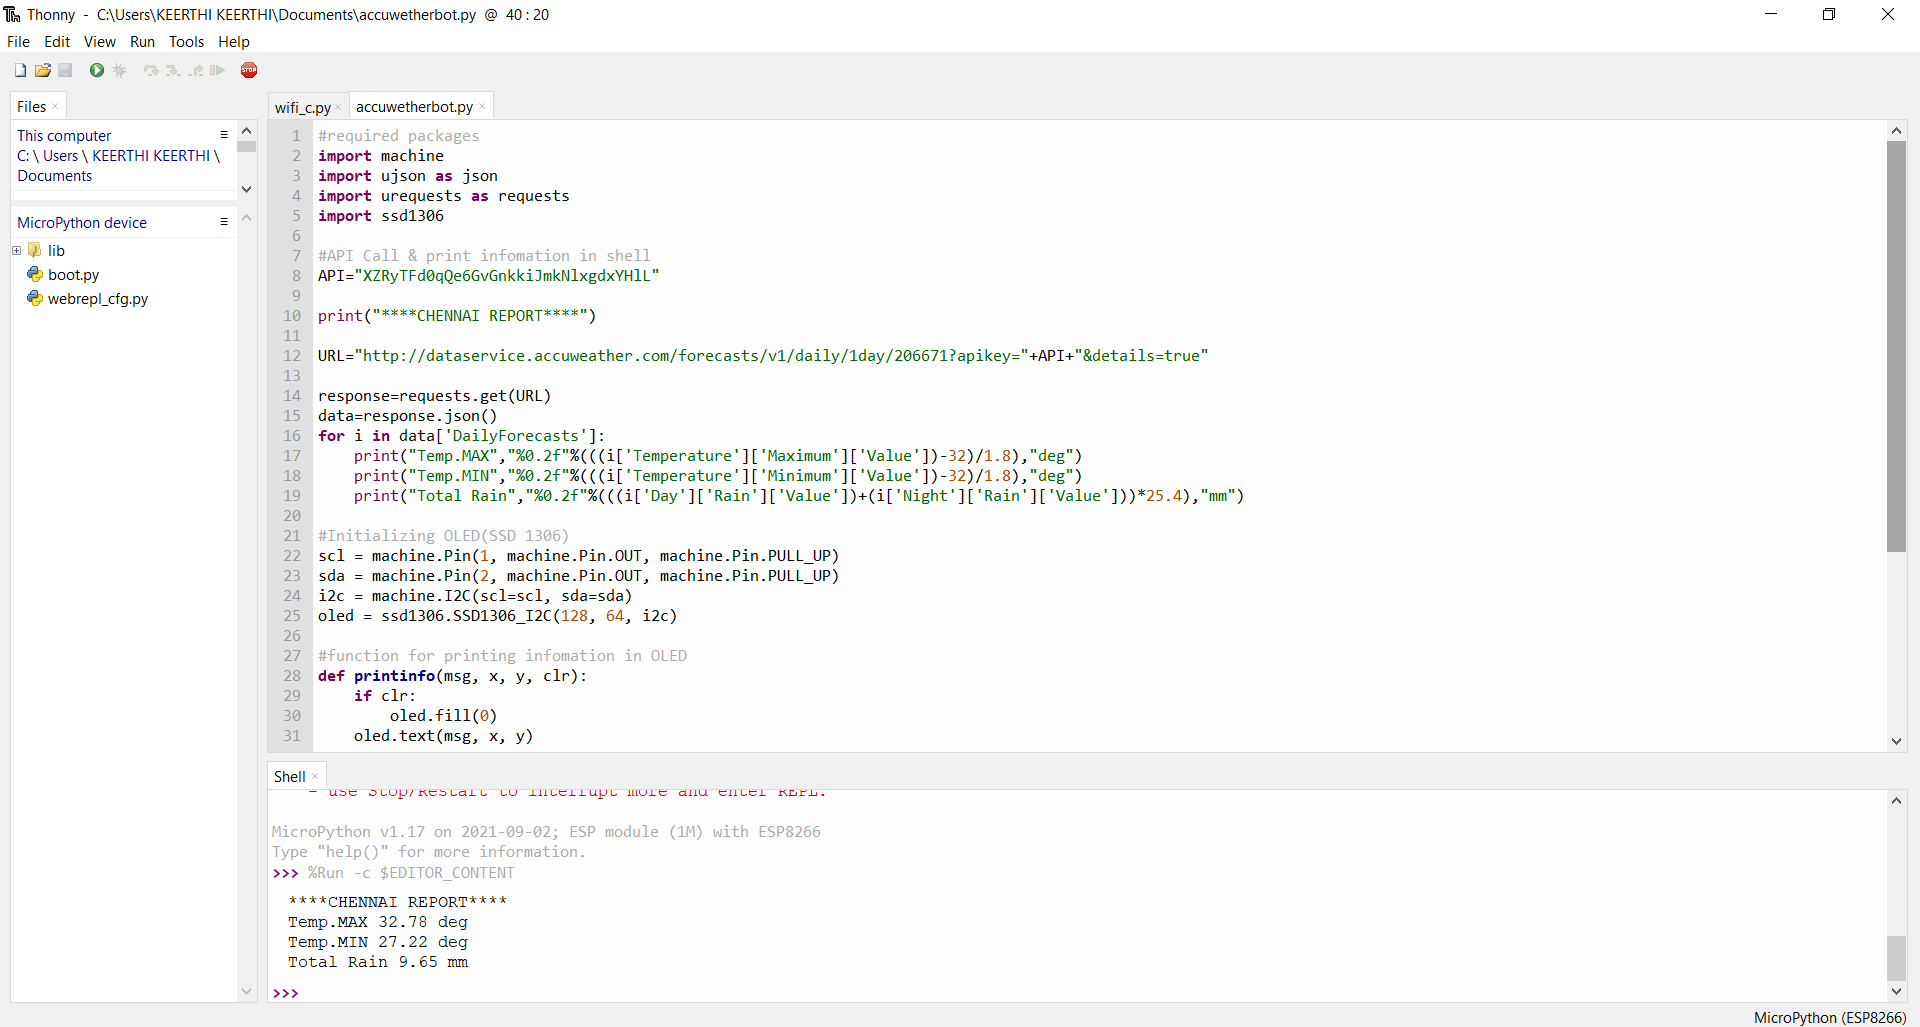 Thonny - C:\Users\KEERTHI KEERTHI\Documents\accuwetherbot.py @ 40 : 20
File Edit View Run Tools Help
STOP
Files
This computer
C: \ Users \ KEERTHI KEERTHI \
Documents
MicroPython device
lib
boot.py
webrepl_cfg.py
wifi_c.py
accuwetherbot.py
1 #required packages
2 import machine
3 import ujson as json
4 import urequests as requests
5 import ssd1306
6
7 #API Call & print infomation in shell
8 API="XZRyTFd0qQe6GvGnkkiJmkNlxgdxYHlL"
9
10 print("****CHENNAI REPORT****")
11
12 URL="http://dataservice.accuweather.com/forecasts/v1/daily/1day/206671?apikey="+API+"&details=true"
13
14 response=requests.get(URL)
15 data=response.json()
16 for i in data['DailyForecasts']:
17     print("Temp.MAX","%0.2f"%(((i['Temperature']['Maximum']['Value'])-32)/1.8),"deg")
18     print("Temp.MIN","%0.2f"%(((i['Temperature']['Minimum']['Value'])-32)/1.8),"deg")
19     print("Total Rain","%0.2f"%(((i['Day']['Rain']['Value'])+(i['Night']['Rain']['Value']))*25.4),"mm")
20
21 #Initializing OLED(SSD 1306)
22 scl = machine.Pin(1, machine.Pin.OUT, machine.Pin.PULL_UP)
23 sda = machine.Pin(2, machine.Pin.OUT, machine.Pin.PULL_UP)
24 i2c = machine.I2C(scl=scl, sda=sda)
25 oled = ssd1306.SSD1306_I2C(128, 64, i2c)
26
27 #function for printing infomation in OLED
28 def printinfo(msg, x, y, clr):
29     if clr:
30         oled.fill(0)
31     oled.text(msg, x, y)
Shell
- use Stop/Restart to interrupt more and enter REPL.
MicroPython v1.17 on 2021-09-02; ESP module (1M) with ESP8266
Type "help()" for more information.
>>> %Run -c $EDITOR_CONTENT
****CHENNAI REPORT****
Temp.MAX 32.78 deg
Temp.MIN 27.22 deg
Total Rain 9.65 mm
>>>
MicroPython (ESP8266)